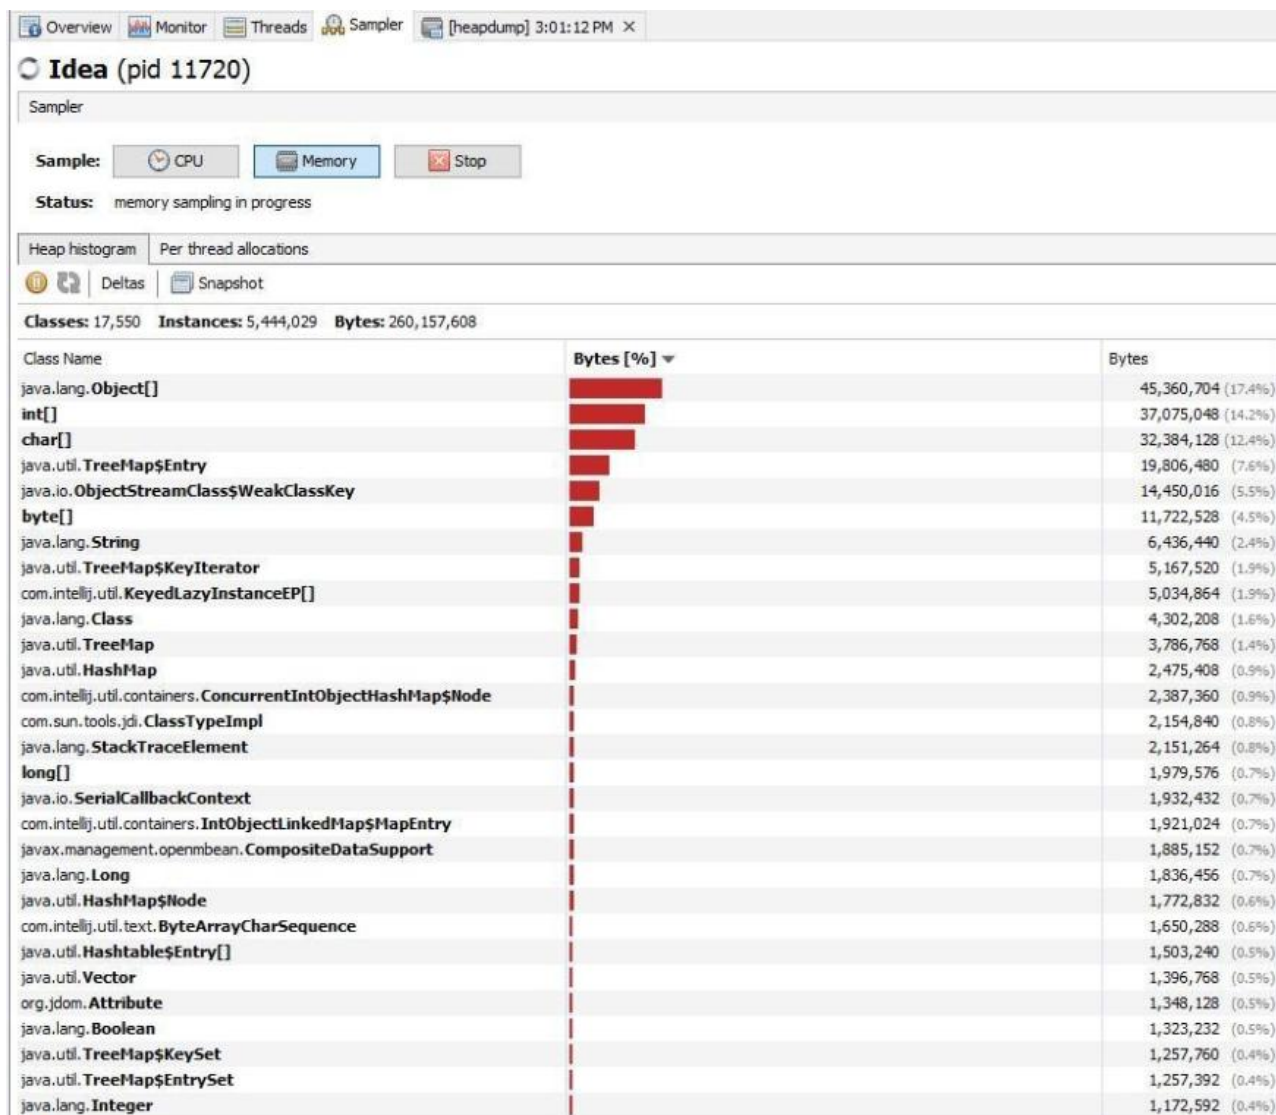 Overview Monitor Threads Sampler [heapdump] 3:01:12 PM ×
Idea (pid 11720)
Sampler
Sample: CPU Memory Stop
Status: memory sampling in progress
Heap histogram Per thread allocations
Deltas Snapshot
Classes: 17,550 Instances: 5,444,029 Bytes: 260,157,608
Class Name Bytes [%] Bytes
java.lang.Object[] 45,360,704 (17.4%)
int[] 37,075,048 (14.2%)
char[] 32,384,128 (12.4%)
java.util.TreeMap$Entry 19,806,480 (7.6%)
java.io.ObjectStreamClass$WeakClassKey 14,450,016 (5.5%)
byte[] 11,722,528 (4.5%)
java.lang.String 6,436,440 (2.4%)
java.util.TreeMap$KeyIterator 5,167,520 (1.9%)
com.intellij.util.KeyedLazyInstanceEP[] 5,034,864 (1.9%)
java.lang.Class 4,302,208 (1.6%)
java.util.TreeMap 3,786,768 (1.4%)
java.util.HashMap 2,475,408 (0.9%)
com.intellij.util.containers.ConcurrentIntObjectHashMap$Node 2,387,360 (0.9%)
com.sun.tools.jdi.ClassTypeImpl 2,154,840 (0.8%)
java.lang.StackTraceElement 2,151,264 (0.8%)
long[] 1,979,576 (0.7%)
java.io.SerialCallbackContext 1,932,432 (0.7%)
com.intellij.util.containers.IntObjectLinkedMap$MapEntry 1,921,024 (0.7%)
javax.management.openmbean.CompositeDataSupport 1,885,152 (0.7%)
java.lang.Long 1,836,456 (0.7%)
java.util.HashMap$Node 1,772,832 (0.6%)
com.intellij.util.text.ByteArrayCharSequence 1,650,288 (0.6%)
java.util.Hashtable$Entry[] 1,503,240 (0.5%)
java.util.Vector 1,396,768 (0.5%)
org.jdom.Attribute 1,348,128 (0.5%)
java.lang.Boolean 1,323,232 (0.5%)
java.util.TreeMap$KeySet 1,257,760 (0.4%)
java.util.TreeMap$EntrySet 1,257,392 (0.4%)
java.lang.Integer 1,172,592 (0.4%)